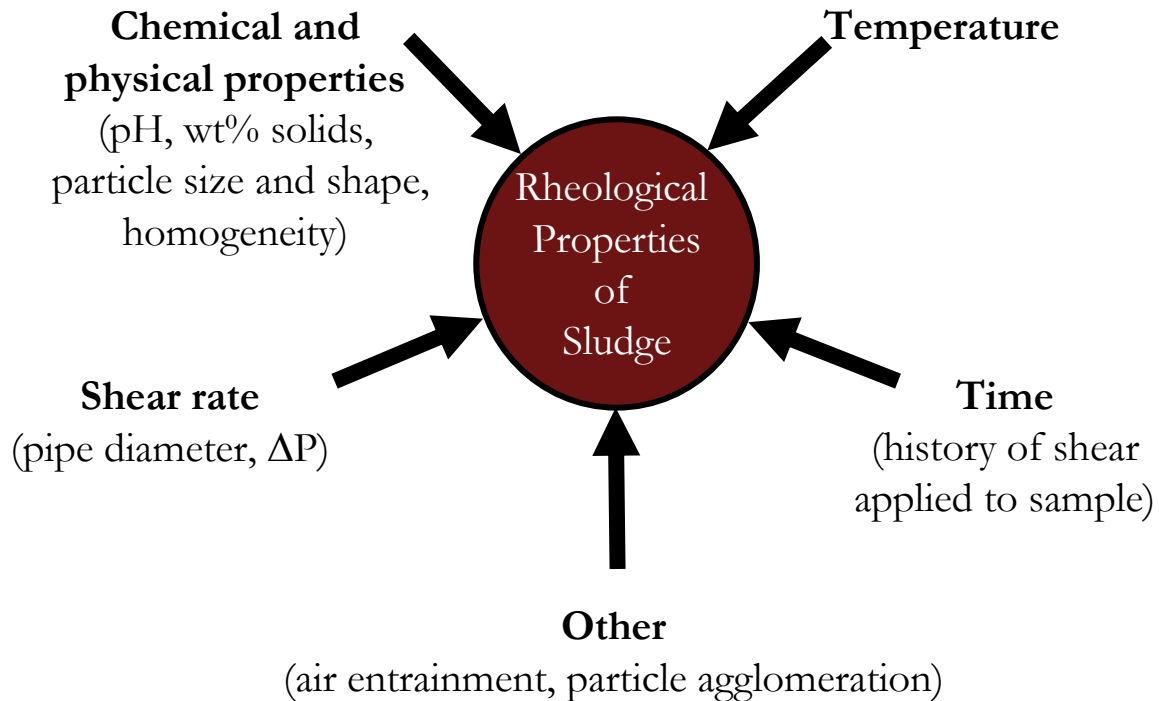 Chemical and
physical properties
(pH, wt% solids,
particle size and shape,
homogeneity)
Temperature
Rheological
Properties
of
Sludge
Shear rate
(pipe diameter, ΔP)
Time
(history of shear
applied to sample)
Other
(air entrainment, particle agglomeration)